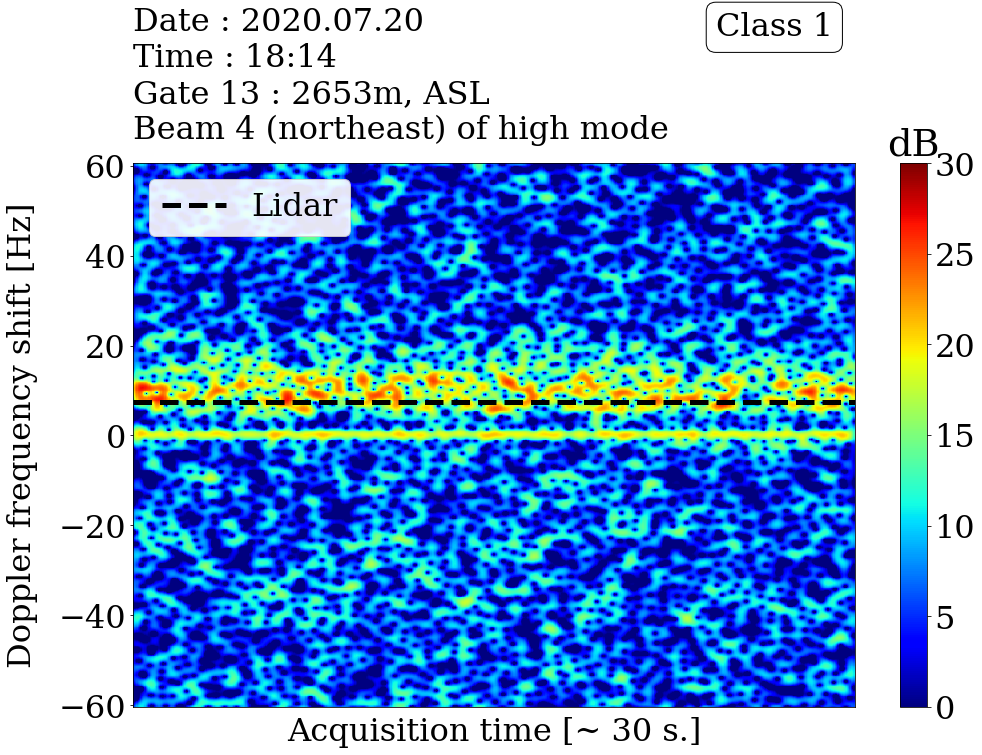 Date : 2020.07.20
Time : 18:14
Gate 13 : 2653m, ASL
Beam 4 (northeast) of high mode
Class 1
dB
Lidar
Doppler frequency shift [Hz]
60
40
20
0
−20
−40
−60
30
25
20
15
10
5
0
Acquisition time [~ 30 s.]